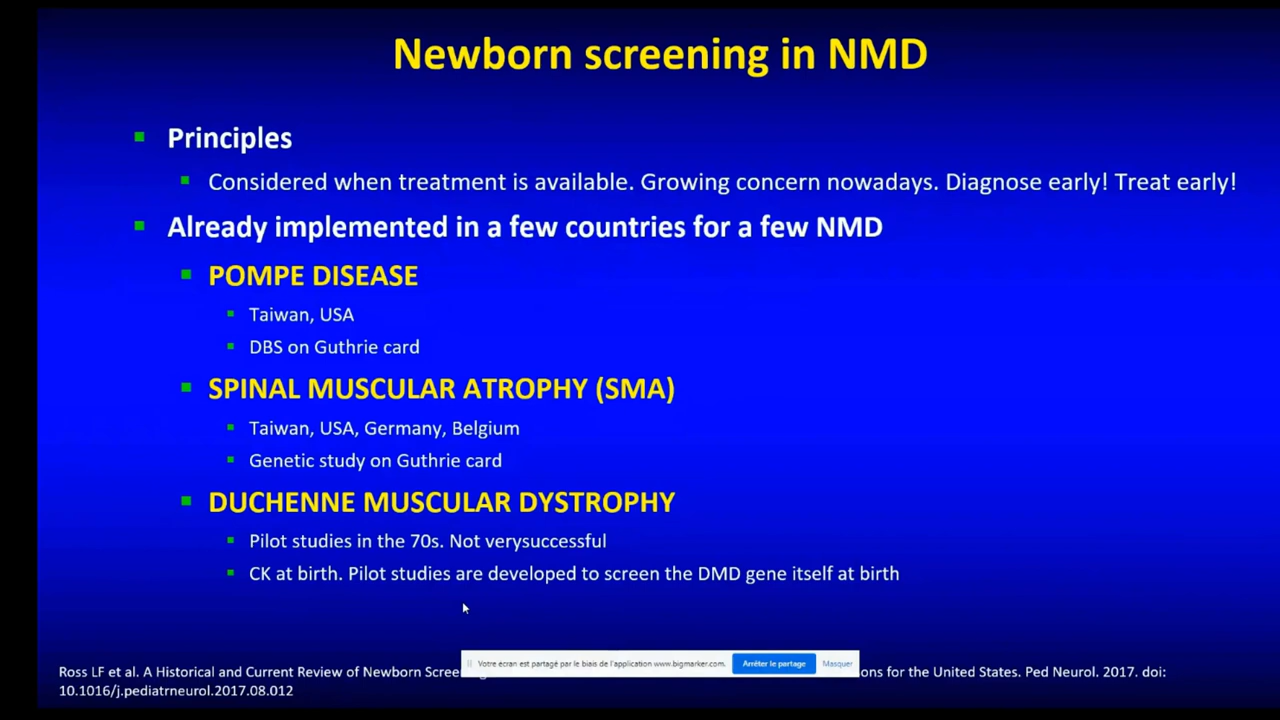 Newborn screening in NMD
Principles
Considered when treatment is available. Growing concern nowadays. Diagnose early! Treat early!
Already implemented in a few countries for a few NMD
POMPE DISEASE
Taiwan, USA
DBS on Guthrie card
SPINAL MUSCULAR ATROPHY (SMA)
Taiwan, USA, Germany, Belgium
Genetic study on Guthrie card
DUCHENNE MUSCULAR DYSTROPHY
Pilot studies in the 70s. Not verysuccessful
CK at birth. Pilot studies are developed to screen the DMD gene itself at birth
Votre écran est partagé par le biais de l'application www.bigmarker.com. Arrêter le partage Masquer
Ross LF et al. A Historical and Current Review of Newborn for the United States. Ped Neurol. 2017. doi:
10.1016/j.pediatrneurol.2017.08.012